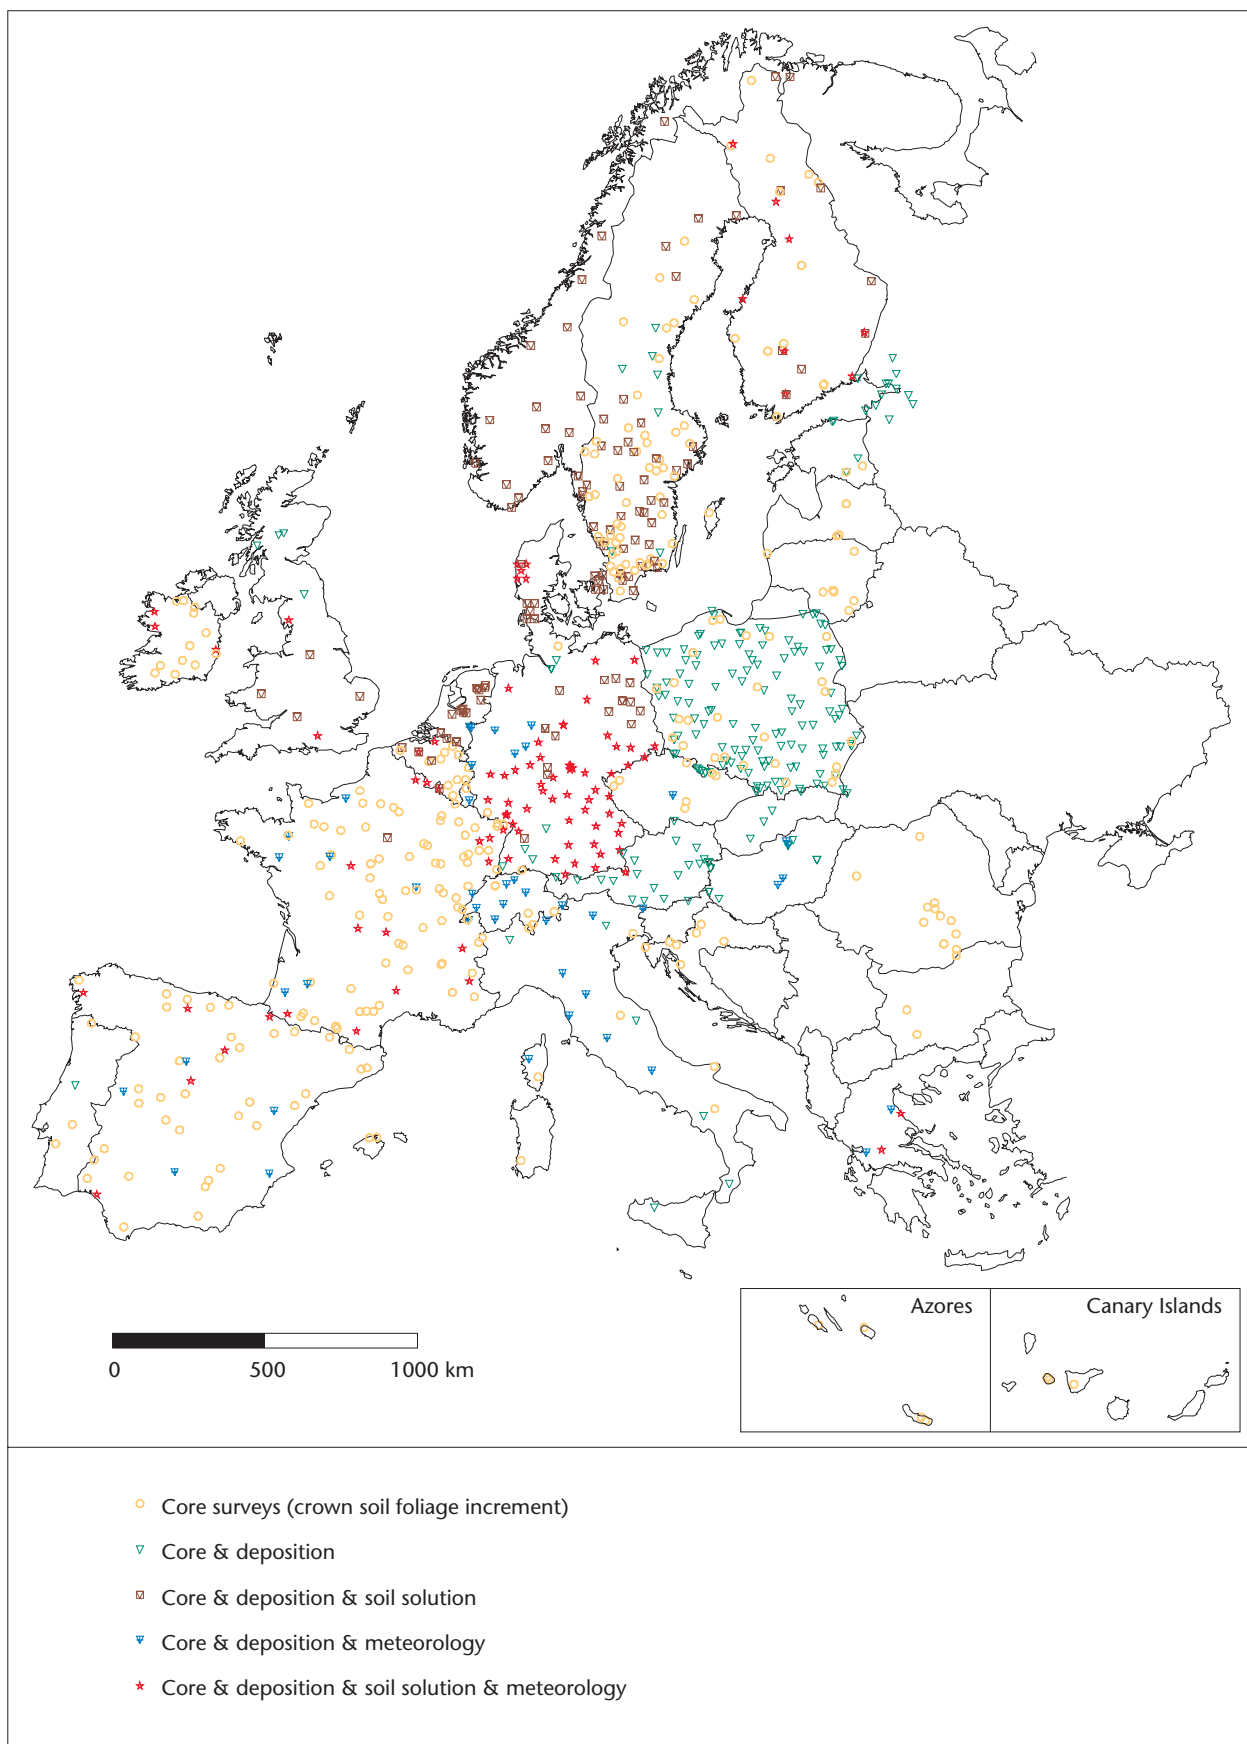 Azores
Canary Islands
0 500 1000 km
Core surveys (crown soil foliage increment)
Core & deposition
Core & deposition & soil solution
Core & deposition & meteorology
Core & deposition & soil solution & meteorology